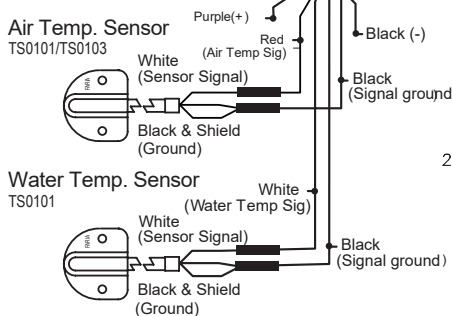 Purple(+)
Air Temp. Sensor
TS0101/TS0103
Red
(Air Temp Sig)
Black (-)
White
(Sensor Signal)
Black
(Signal ground
FARIA
Black & Shield
(Ground)
2
Water Temp. Sensor
TS0101
White
(Water Temp Sig)
White
(Sensor Signal)
Black
(Signal ground)
FARIA
Black & Shield
(Ground)